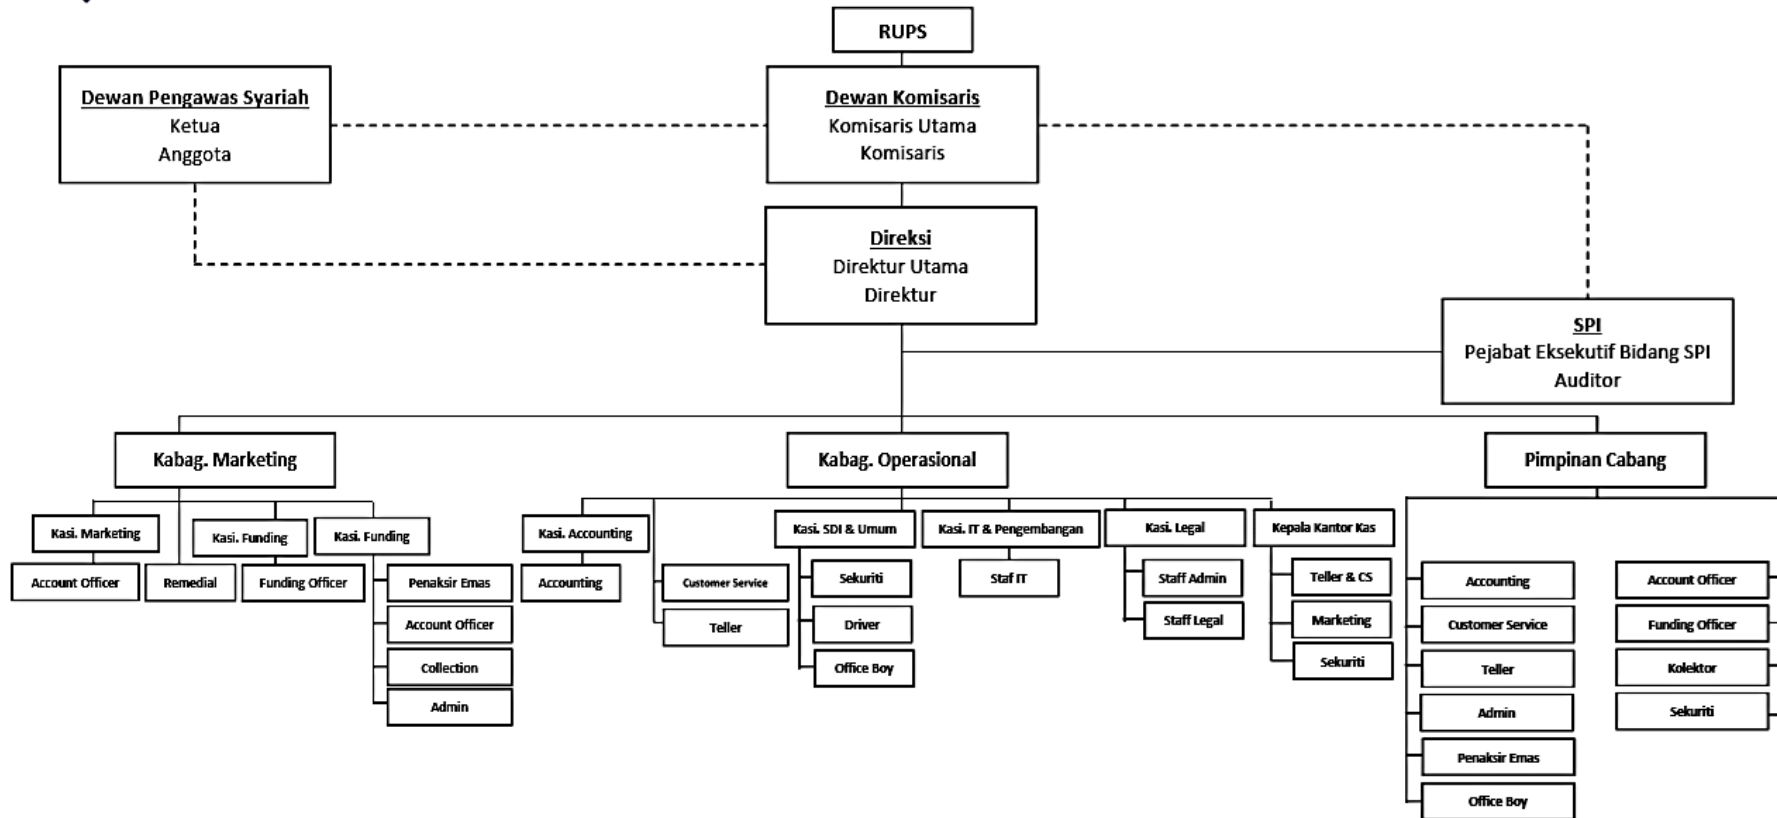 RUPS
Dewan Pengawas Syariah
Ketua
Anggota
Dewan Komisaris
Komisaris Utama
Komisaris
Direksi
Direktur Utama
Direktur
SPI
Pejabat Eksekutif Bidang SPI
Auditor
Kabag. Marketing
Kabag. Operasional
Pimpinan Cabang
Kasi. Marketing
Account Officer
Remedial
Kasi. Funding
Funding Officer
Kasi. Funding
Penaksir Emas
Account Officer
Collection
Admin
Kasi. Accounting
Accounting
Customer Service
Teller
Kasi. SDI & Umum
Sekuriti
Driver
Office Boy
Kasi. IT & Pengembangan
Staf IT
Kasi. Legal
Staff Admin
Staff Legal
Kepala Kantor Kas
Teller & CS
Marketing
Sekuriti
Accounting
Customer Service
Teller
Admin
Penaksir Emas
Office Boy
Account Officer
Funding Officer
Kolektor
Sekuriti